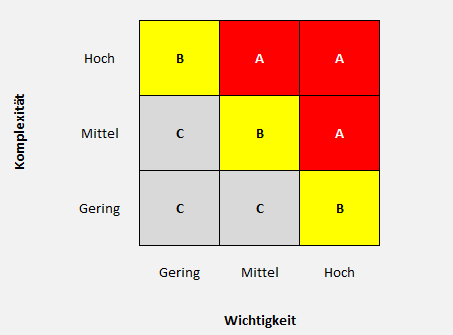 Komplexität
Hoch B A A
Mittel C B A
Gering C C B
Gering Mittel Hoch
Wichtigkeit